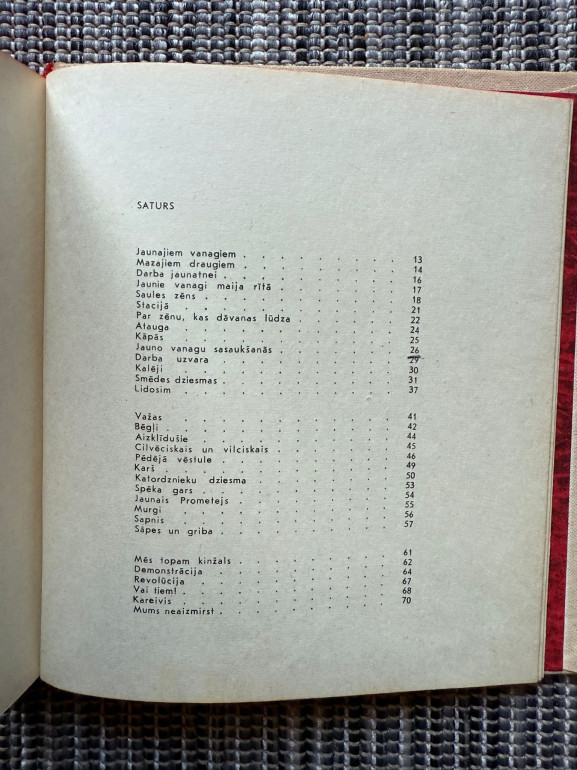 SATURS
Jaunajiem vanagiem . . . . . . . . . 13
Mazajiem draugiem . . . . . . . . . 14
Darba jaunatnei . . . . . . . . . . 16
Jaunie vanagi maija rītā . . . . . . . 17
Saules zēns . . . . . . . . . . . 18
Stacijā . . . . . . . . . . . . 21
Par zēnu, kas dāvanas lūdza . . . . . . 22
Atauga . . . . . . . . . . . . 24
Kāpās . . . . . . . . . . . . 25
Jauno vanagu sasaukšanās . . . . . . . 26
Darba uzvara . . . . . . . . . . 29
Kalēji . . . . . . . . . . . . 30
Smēdes dziesmas . . . . . . . . . . 31
Lidosim . . . . . . . . . . . . 37
Važas . . . . . . . . . . . . 41
Bēgļi . . . . . . . . . . . . 42
Aizklīdušie . . . . . . . . . . . 44
Cilvēciskais un vilciskais . . . . . . . 45
Pēdējā vēstule . . . . . . . . . . 46
Karš . . . . . . . . . . . . 49
Katordznieku dziesma . . . . . . . . 50
Spēka gars . . . . . . . . . . . 53
Jaunais Prometejs . . . . . . . . . 54
Murgi . . . . . . . . . . . . 55
Sapnis . . . . . . . . . . . . 56
Sāpes un griba . . . . . . . . . . 57
Mēs topam kinžals . . . . . . . . . 61
Demonstrācija . . . . . . . . . . 62
Revolūcija . . . . . . . . . . . 64
Vai tiem! . . . . . . . . . . . 67
Kareivis . . . . . . . . . . . . 68
Mums neaizmirst . . . . . . . . . . 70